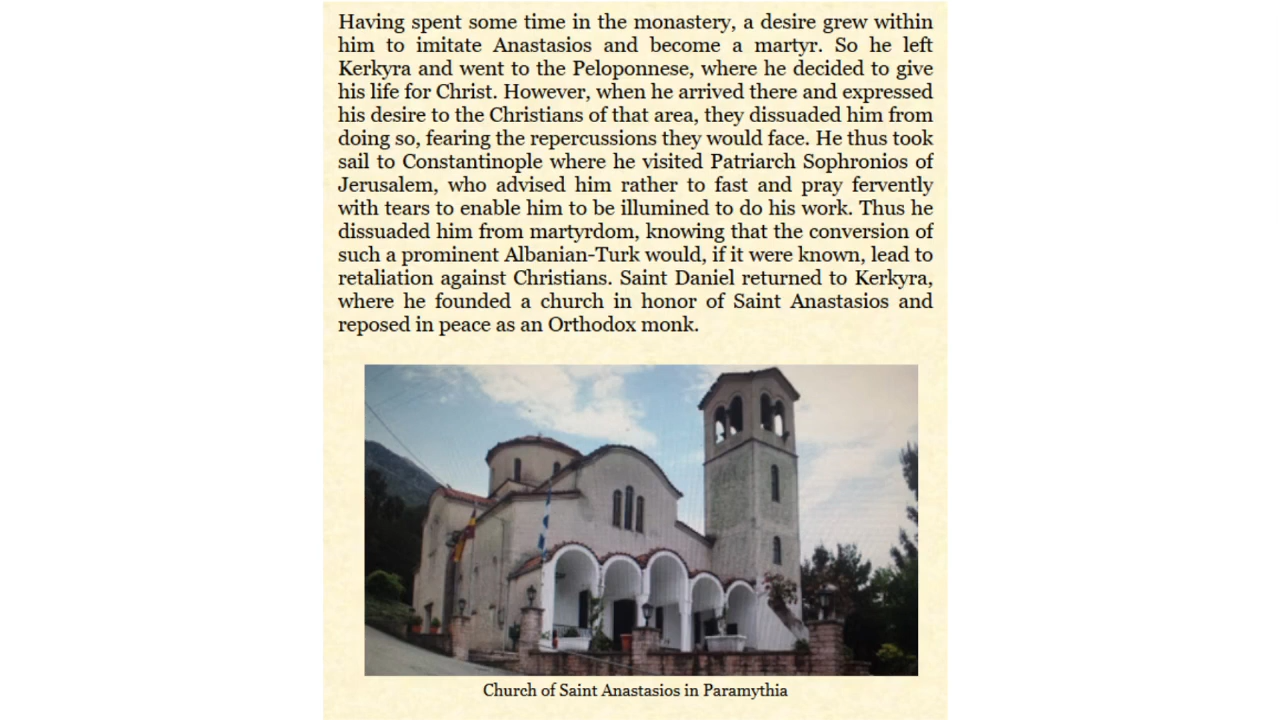 Having spent some time in the monastery, a desire grew within
him to imitate Anastasios and become a martyr. So he left
Kerkyra and went to the Peloponnese, where he decided to give
his life for Christ. However, when he arrived there and expressed
his desire to the Christians of that area, they dissuaded him from
doing so, fearing the repercussions they would face. He thus took
sail to Constantinople where he visited Patriarch Sophronios of
Jerusalem, who advised him rather to fast and pray fervently
with tears to enable him to be illumined to do his work. Thus he
dissuaded him from martyrdom, knowing that the conversion of
such a prominent Albanian-Turk would, if it were known, lead to
retaliation against Christians. Saint Daniel returned to Kerkyra,
where he founded a church in honor of Saint Anastasios and
reposed in peace as an Orthodox monk.
Church of Saint Anastasios in Paramythia